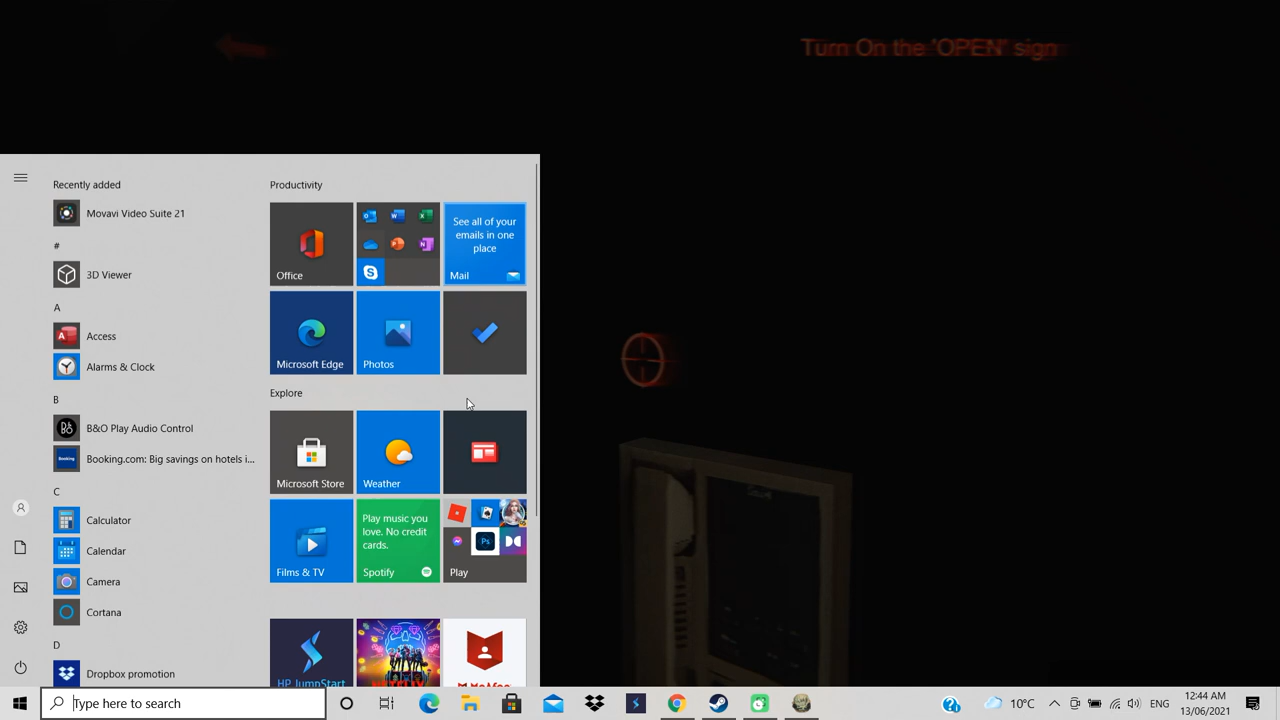 Turn On the 'OPEN' sign
Recently added
Movavi Video Suite 21
#
3D Viewer
A
Access
Alarms & Clock
B
B&O Play Audio Control
Booking.com: Big savings on hotels i...
C
Calculator
Calendar
Camera
Cortana
D
Dropbox promotion
Productivity
Office
See all of your
emails in one
place
Mail
Microsoft Edge
Photos
Explore
Microsoft Store
Weather
Films & TV
Play music you
love. No credit
cards.
Spotify
Ps
Play
HP JumpStart
NETFLIX
McAfee
Type here to search
10°C
ENG
12:44 AM
13/06/2021